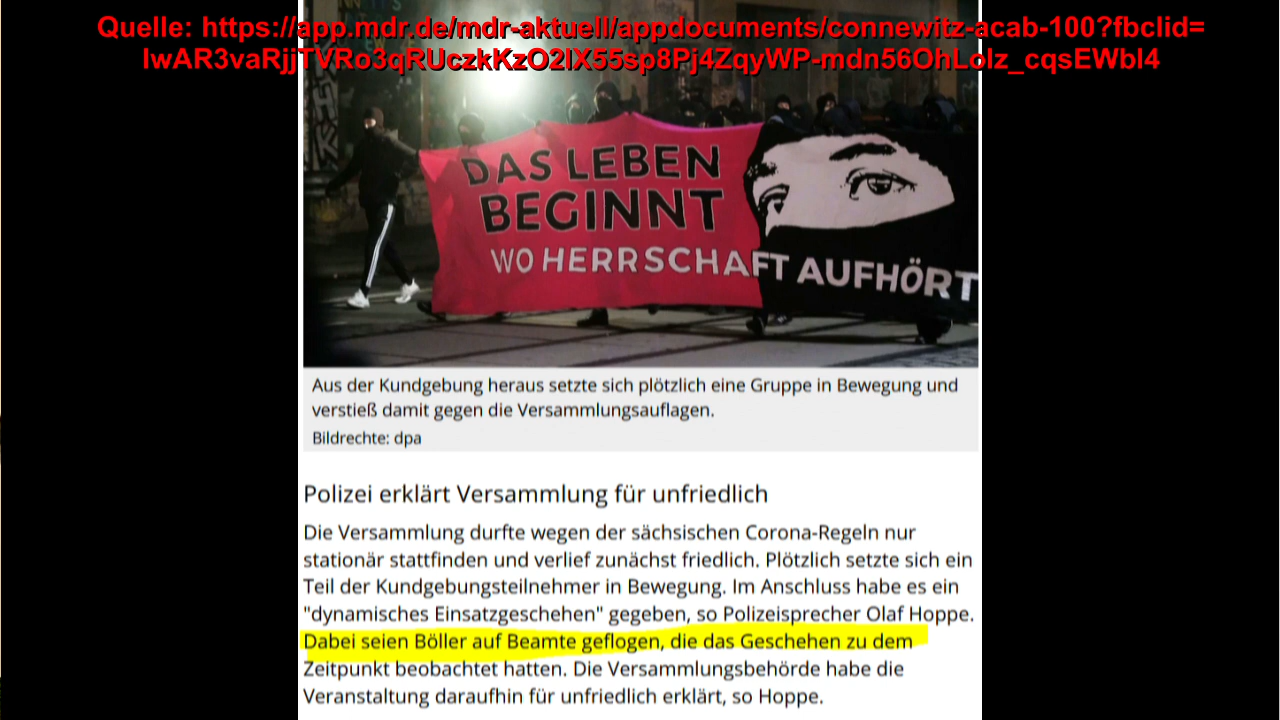 Quelle: https://app.mdr.de/mdr-aktuell/appdocuments/connewitz-acab-100?fbclid=
IwAR3vaRjjTVRo3qRUczkKzO2IX55sp8Pj4ZqyWP-mdn56OhLoIz_cqsEWbI4
DAS LEBEN
BEGINNT
WO HERRSCHAFT AUFHÖRT
Aus der Kundgebung heraus setzte sich plötzlich eine Gruppe in Bewegung und
verstieß damit gegen die Versammlungsauflagen.
Bildrechte: dpa
Polizei erklärt Versammlung für unfriedlich
Die Versammlung durfte wegen der sächsischen Corona-Regeln nur
stationär stattfinden und verlief zunächst friedlich. Plötzlich setzte sich ein
Teil der Kundgebungsteilnehmer in Bewegung. Im Anschluss habe es ein
"dynamisches Einsatzgeschehen" gegeben, so Polizeisprecher Olaf Hoppe.
Dabei seien Böller auf Beamte geflogen, die das Geschehen zu dem
Zeitpunkt beobachtet hatten. Die Versammlungsbehörde habe die
Veranstaltung daraufhin für unfriedlich erklärt, so Hoppe.